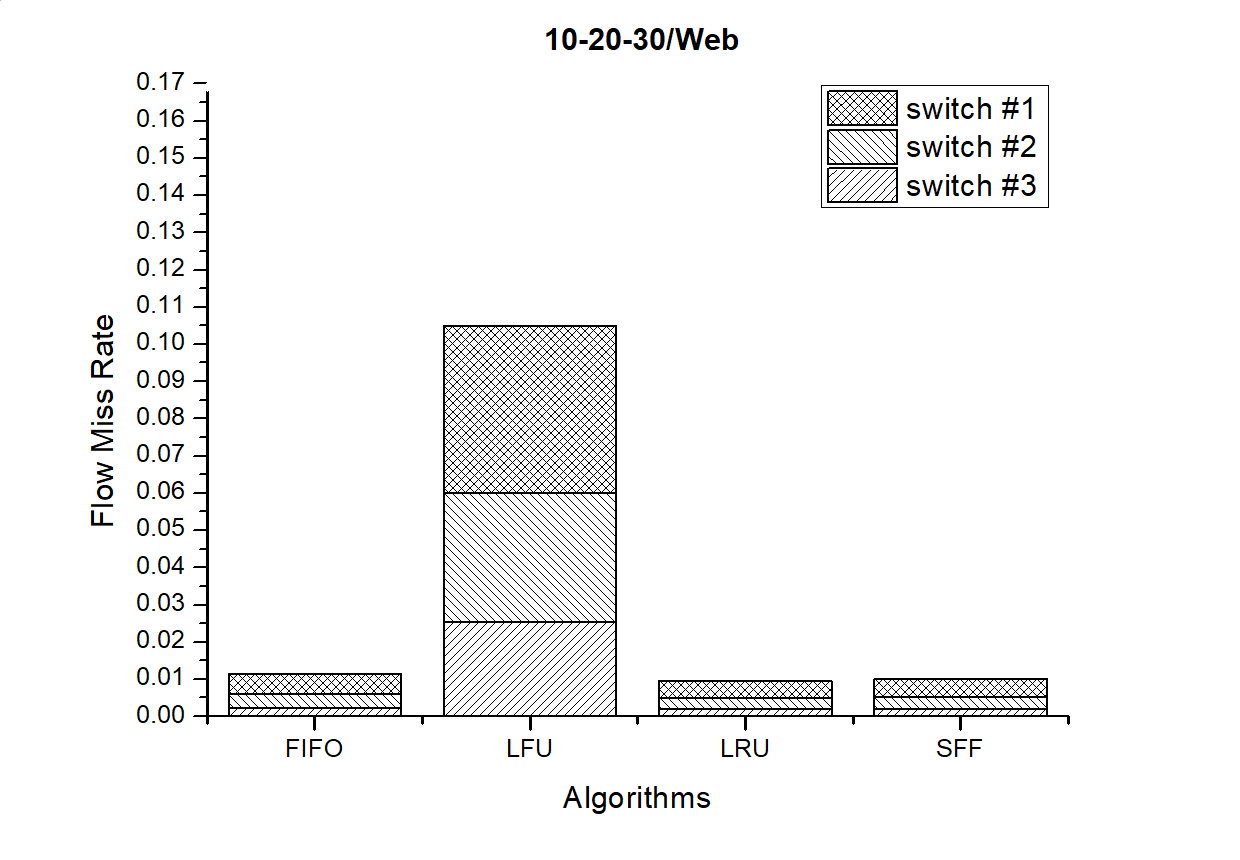 10-20-30/Web
switch #1
switch #2
switch #3
0.17
0.16
0.15
0.14
0.13
0.12
0.11
0.10
0.09
0.08
0.07
0.06
0.05
0.04
0.03
0.02
0.01
0.00
Flow Miss Rate
FIFO
LFU
LRU
SFF
Algorithms